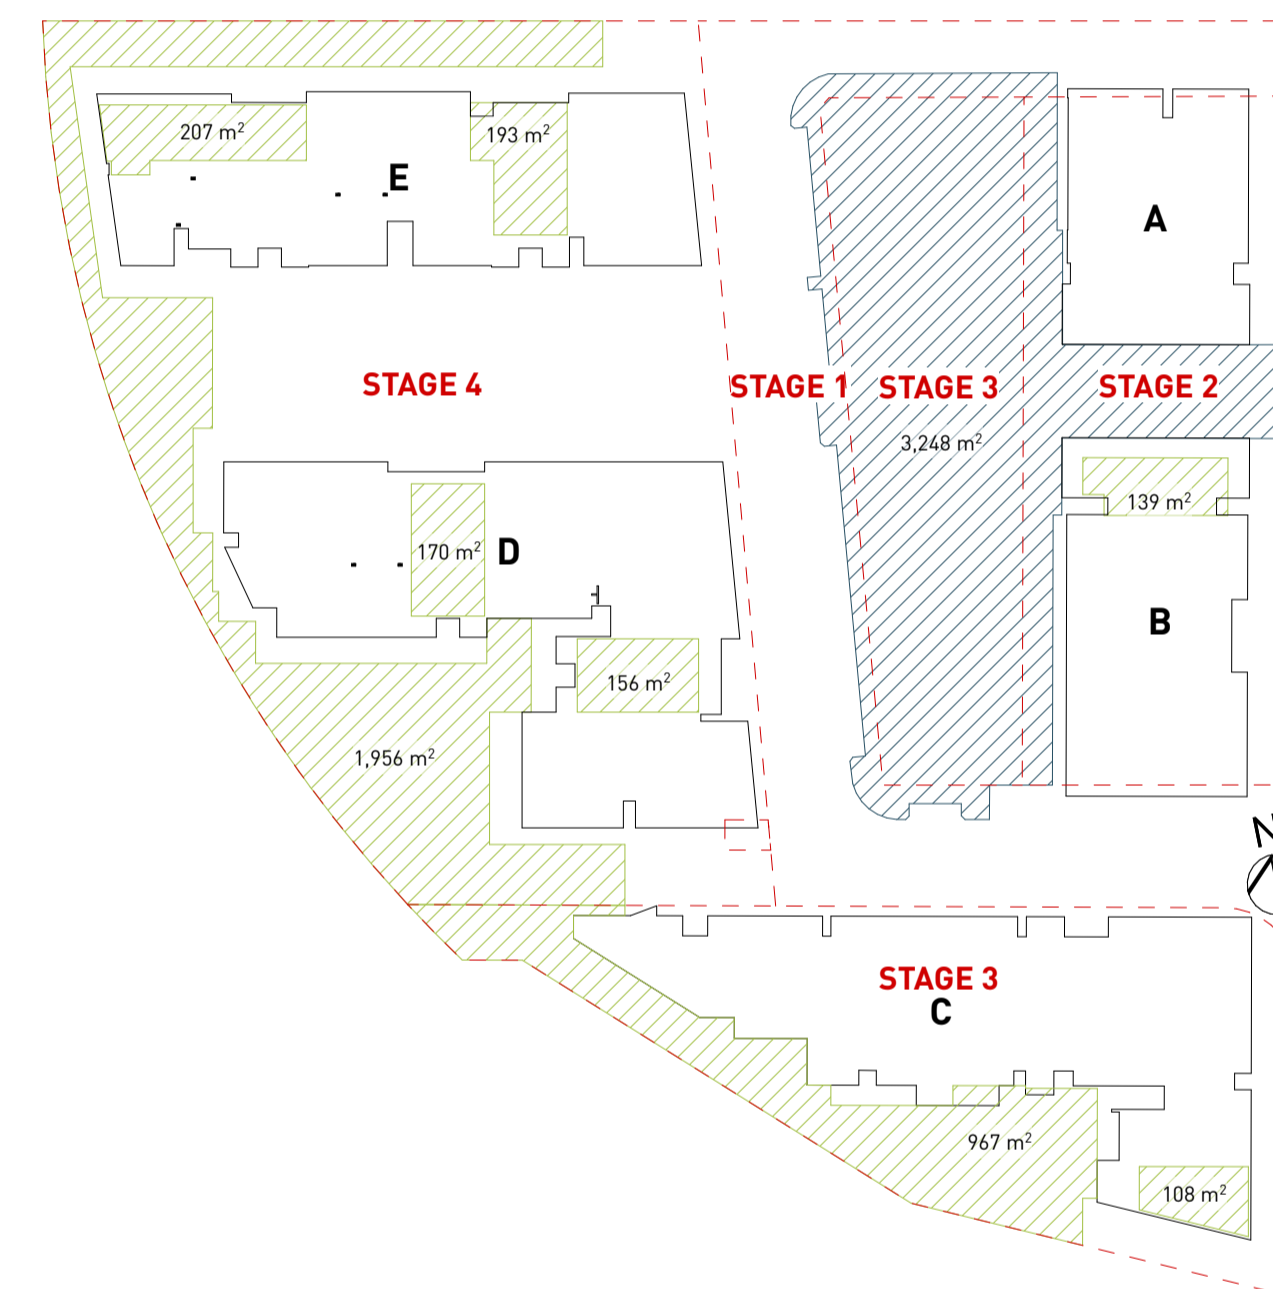 207 m²
193 m²
E
A
STAGE 4
STAGE 1
STAGE 3
STAGE 2
3,248 m²
139 m²
170 m²
D
B
156 m²
1,956 m²
N
STAGE 3
C
967 m²
108 m²